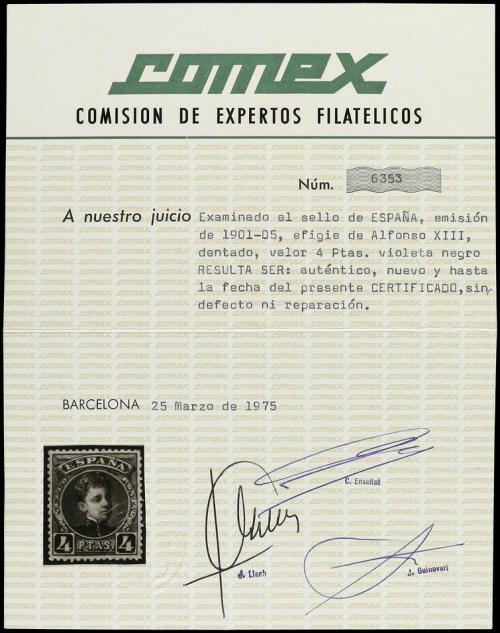 comex
COMISION DE EXPERTOS FILATELICOS
Núm. 6353
A nuestro juicio Examinado el sello de ESPAÑA, emisión
de 1901-05, efigie de Alfonso XIII,
dentado, valor 4 Ptas. violeta negro
RESULTA SER: auténtico, nuevo y hasta
la fecha del presente CERTIFICADO,sin
defecto ni reparación.
BARCELONA 25 Marzo de 1975
ESPAÑA
4 PTAS. 4
C. Enseñat
J. Llach
J. Guinovart